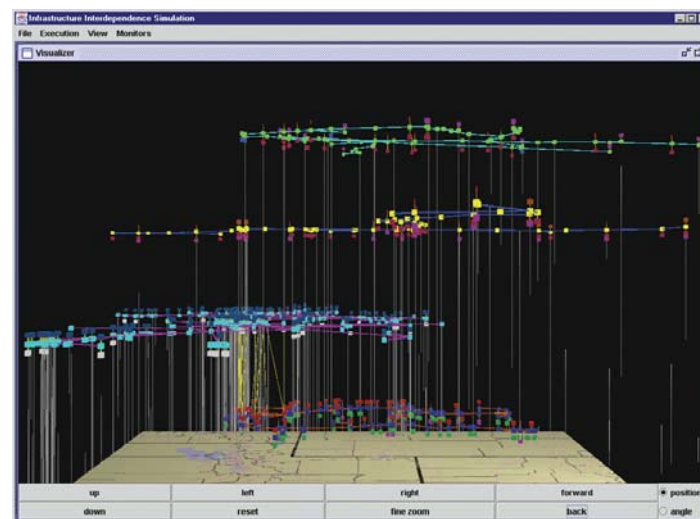 Infrastructure Interdependence Simulation
File Execution View Monitors
Visualizer
up left right forward position
down reset fine zoom back angle